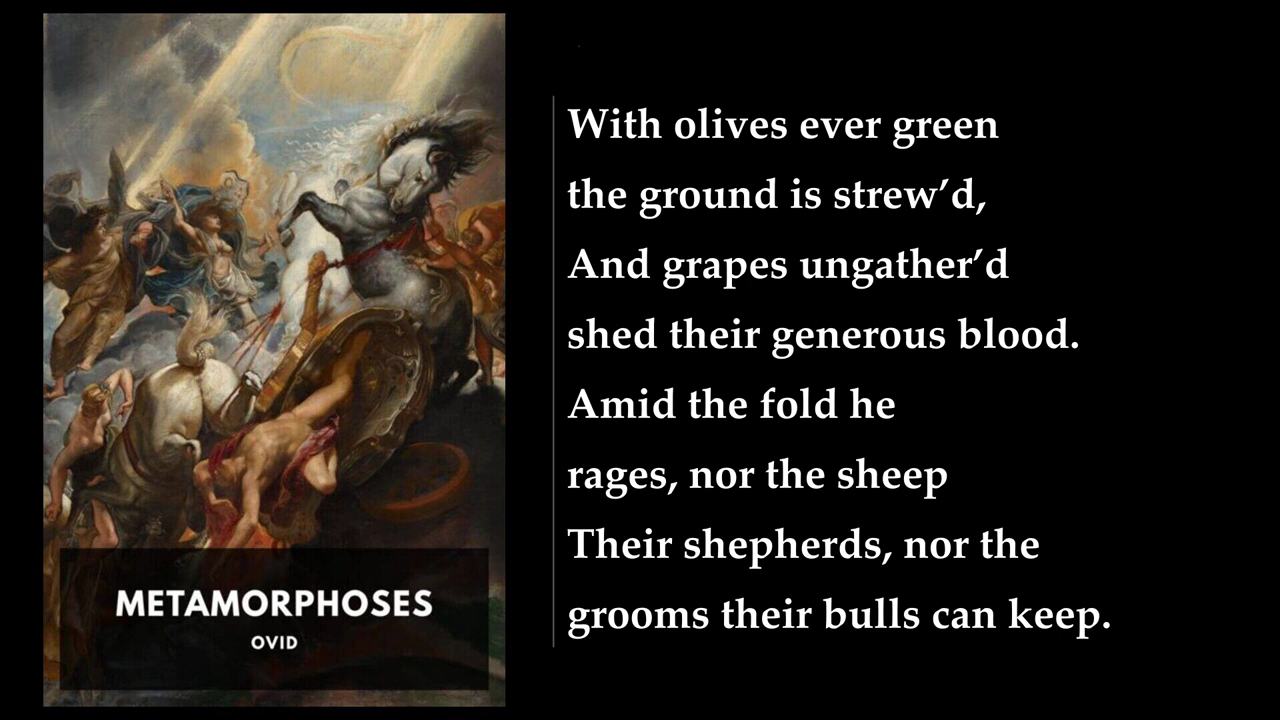 METAMORPHOSES
OVID
With olives ever green
the ground is strew’d,
And grapes ungather’d
shed their generous blood.
Amid the fold he
rages, nor the sheep
Their shepherds, nor the
grooms their bulls can keep.